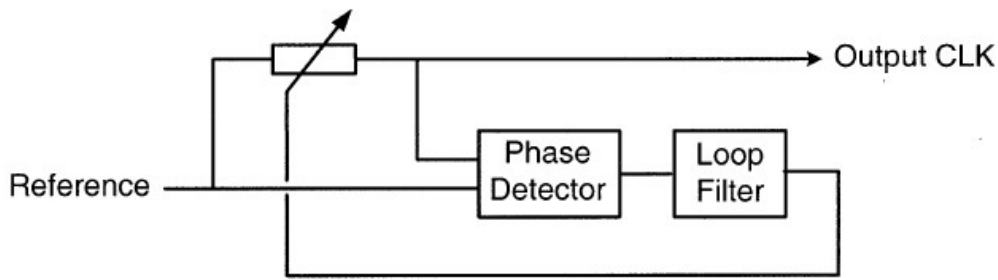 Output CLK
Phase
Detector
Loop
Filter
Reference